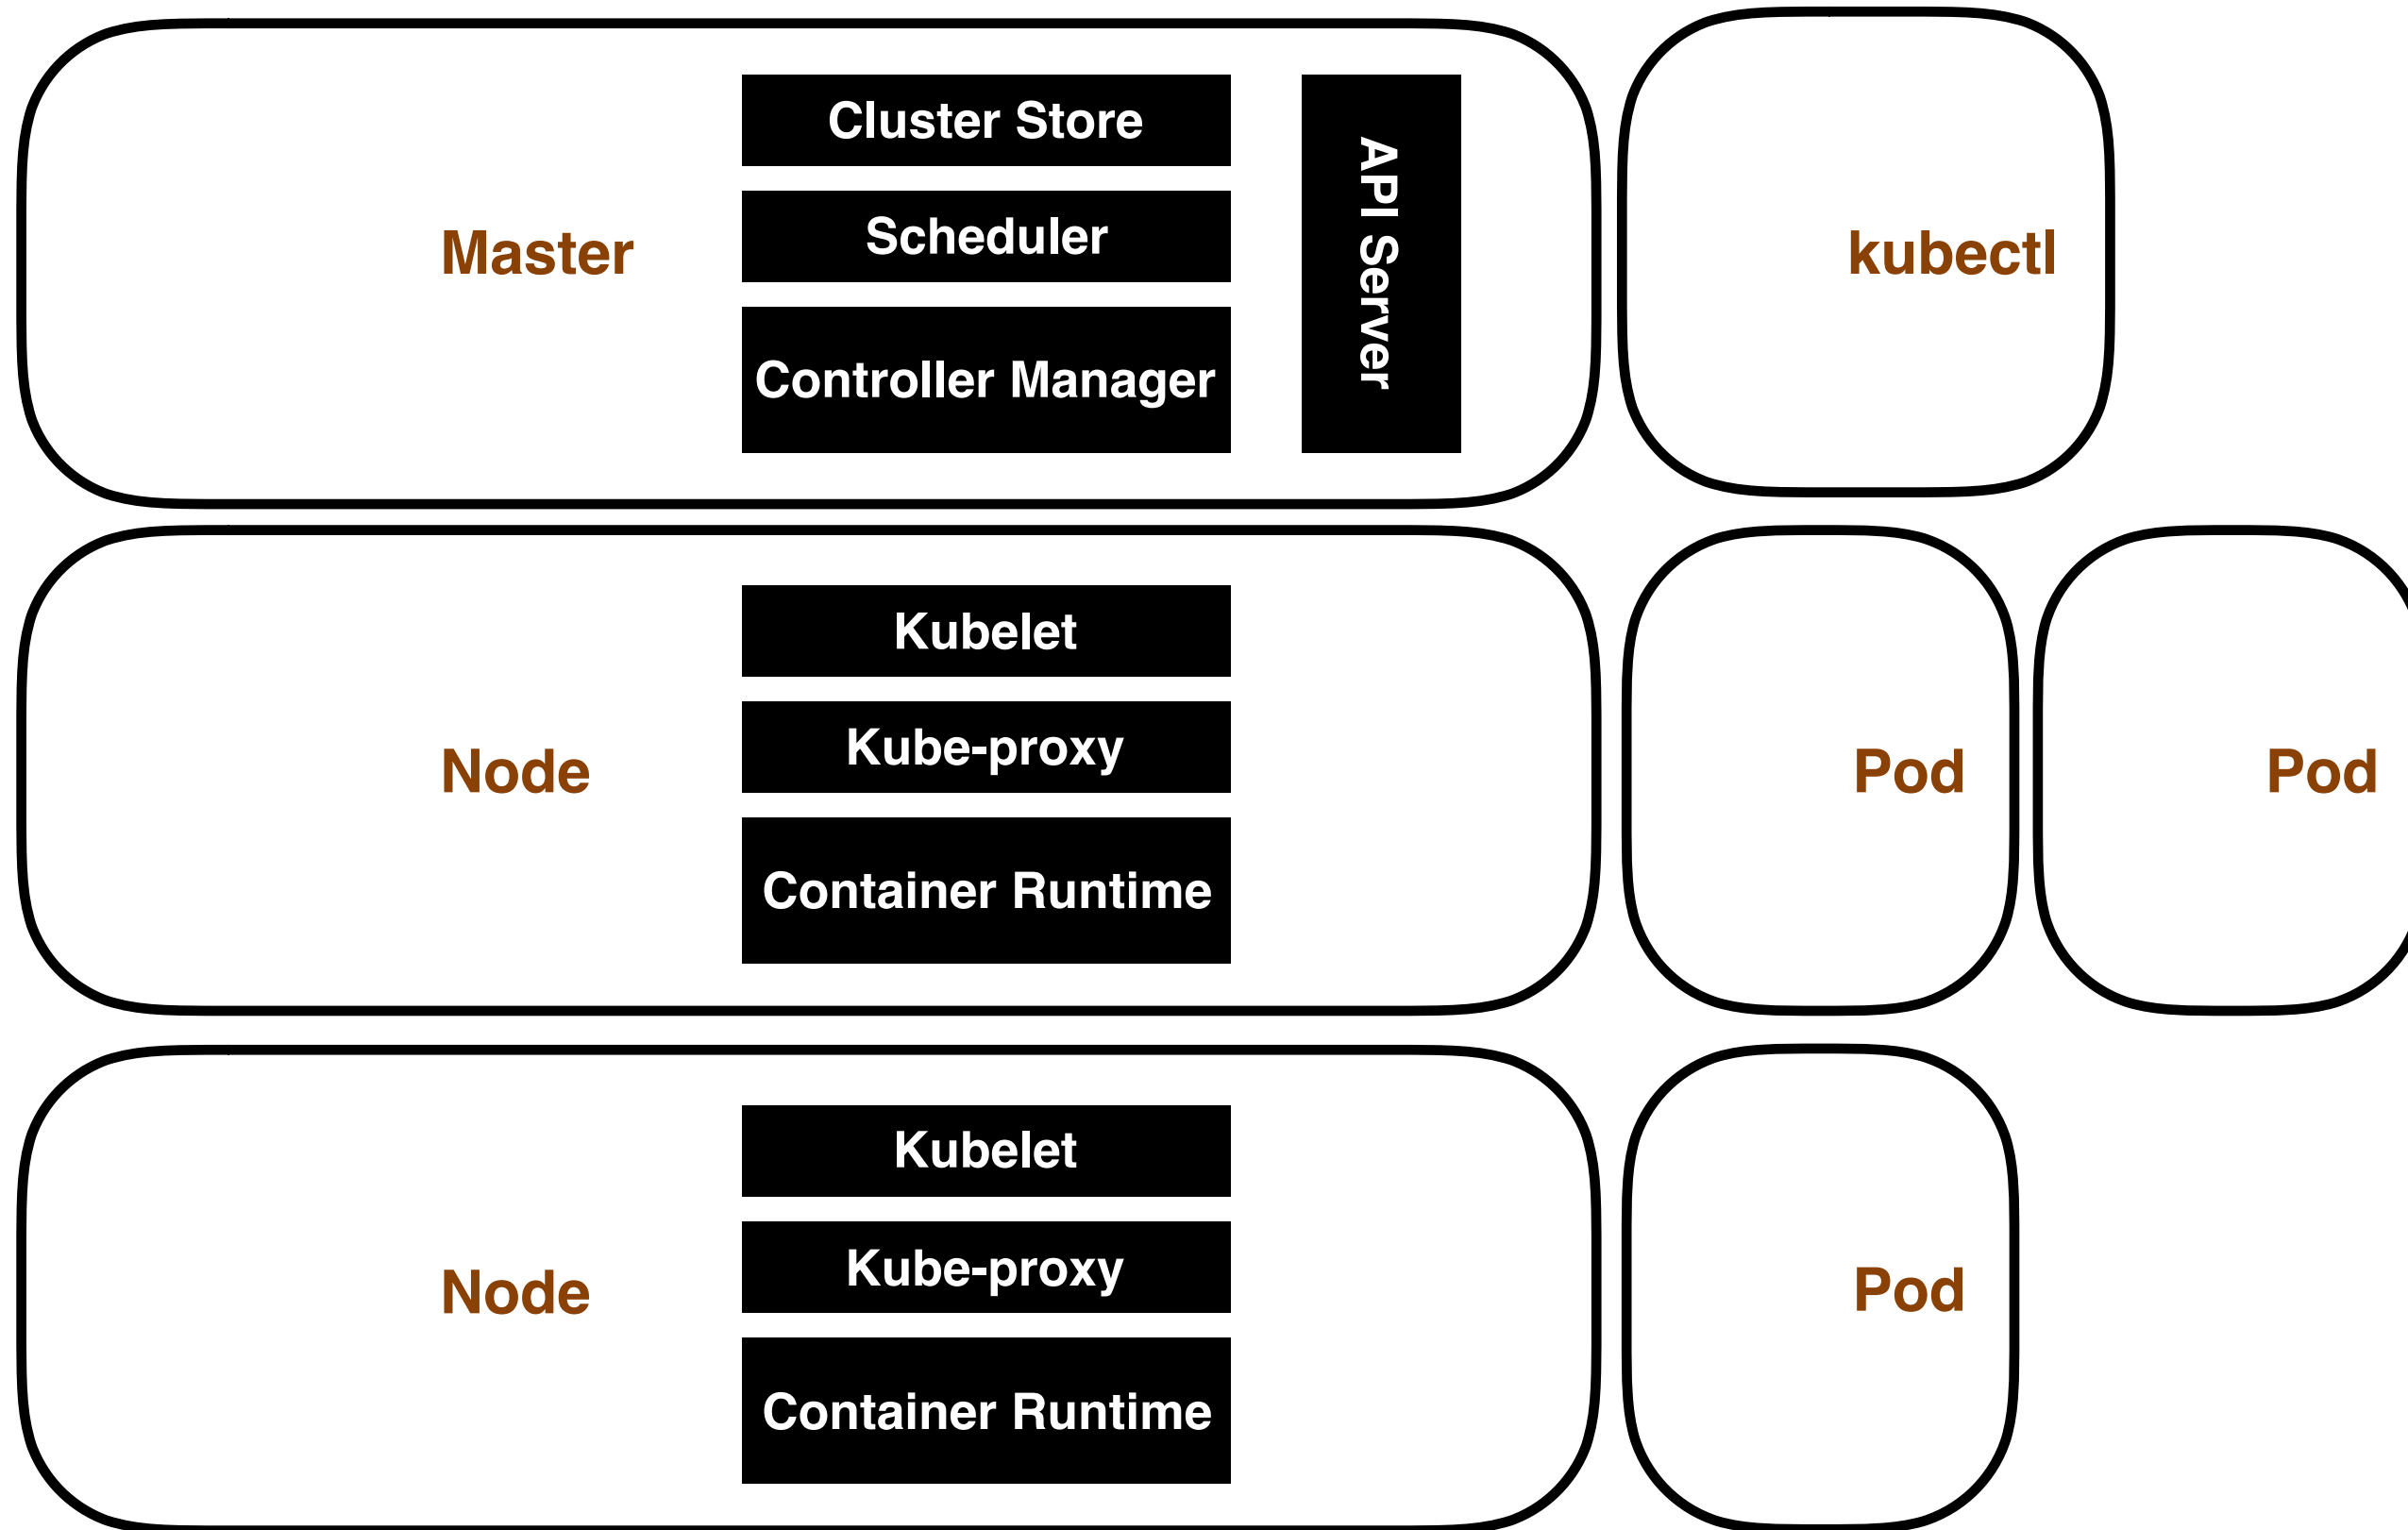 Master
Cluster Store
Scheduler
Controller Manager
API Server
kubectl
Node
Kubelet
Kube-proxy
Container Runtime
Pod
Pod
Node
Kubelet
Kube-proxy
Container Runtime
Pod